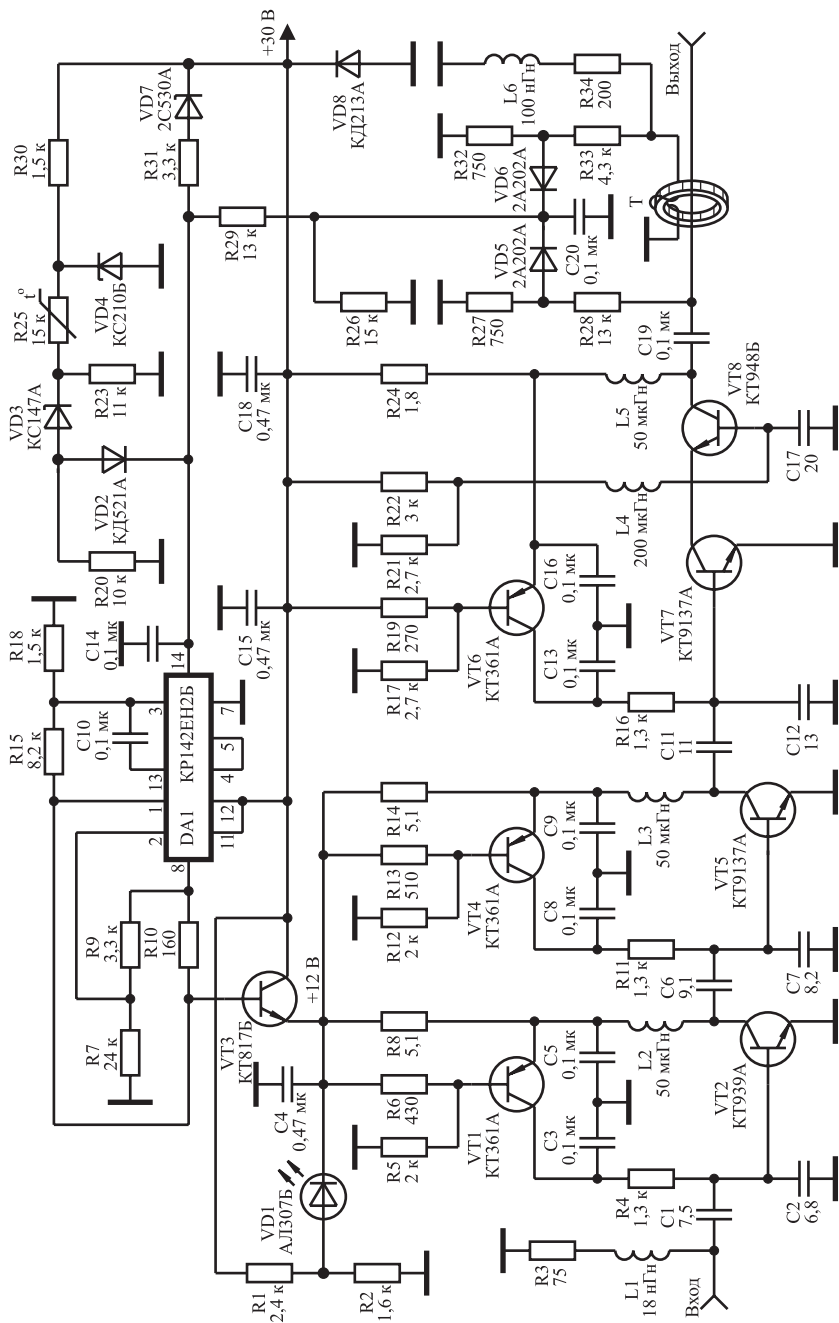 R15
8,2 к
R18
1,5 к
VD3
КС147А
R25
15 к
t°
R30
1,5 к
R7
24 к
R9
3,3 к
C10
0,1 мк
C14
0,1 мк
R20
10 к
VD2
КД521А
R23
11 к
VD4
КС210Б
VD7
2С530А
R31
3,3 к
R10
160
8
2
1
13
3
14
DA1
КР142ЕН2Б
11
12
4
5
7
R29
13 к
+30 В
VT3
КТ817Б
+12 В
C4
0,47 мк
C15
0,47 мк
C18
0,47 мк
VD8
КД213А
R1
2,4 к
VD1
АЛ307Б
R2
1,6 к
R5
2 к
R6
430
R8
5,1
R12
2 к
R13
510
R14
5,1
R17
2,7 к
R19
270
R21
2,7 к
R22
3 к
R24
1,8
R26
15 к
R27
750
VD5
2А202А
VD6
2А202А
R32
750
L6
100 нГн
VT1
КТ361А
VT4
КТ361А
VT6
КТ361А
R28
13 к
C20
0,1 мк
R33
4,3 к
R34
200
R3
75
C3
0,1 мк
C5
0,1 мк
C8
0,1 мк
C9
0,1 мк
C13
0,1 мк
C16
0,1 мк
T
L1
18 нГн
R4
1,3 к
L2
50 мкГн
R11
1,3 к
L3
50 мкГн
R16
1,3 к
L4
200 мкГн
L5
50 мкГн
C19
0,1 мк
Вход
C1
7,5
C6
9,1
C11
11
Выход
VT2
КТ939А
VT5
КТ9137А
VT7
КТ9137А
VT8
КТ948Б
C2
6,8
C7
8,2
C12
13
C17
20